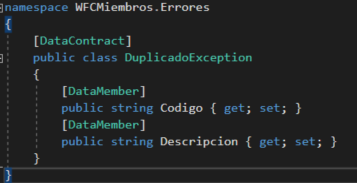 namespace WFCMiembros.Errores
{
[DataContract]
public class DuplicadoException
{
[DataMember]
public string Codigo { get; set; }
[DataMember]
public string Descripcion { get; set; }
}
}